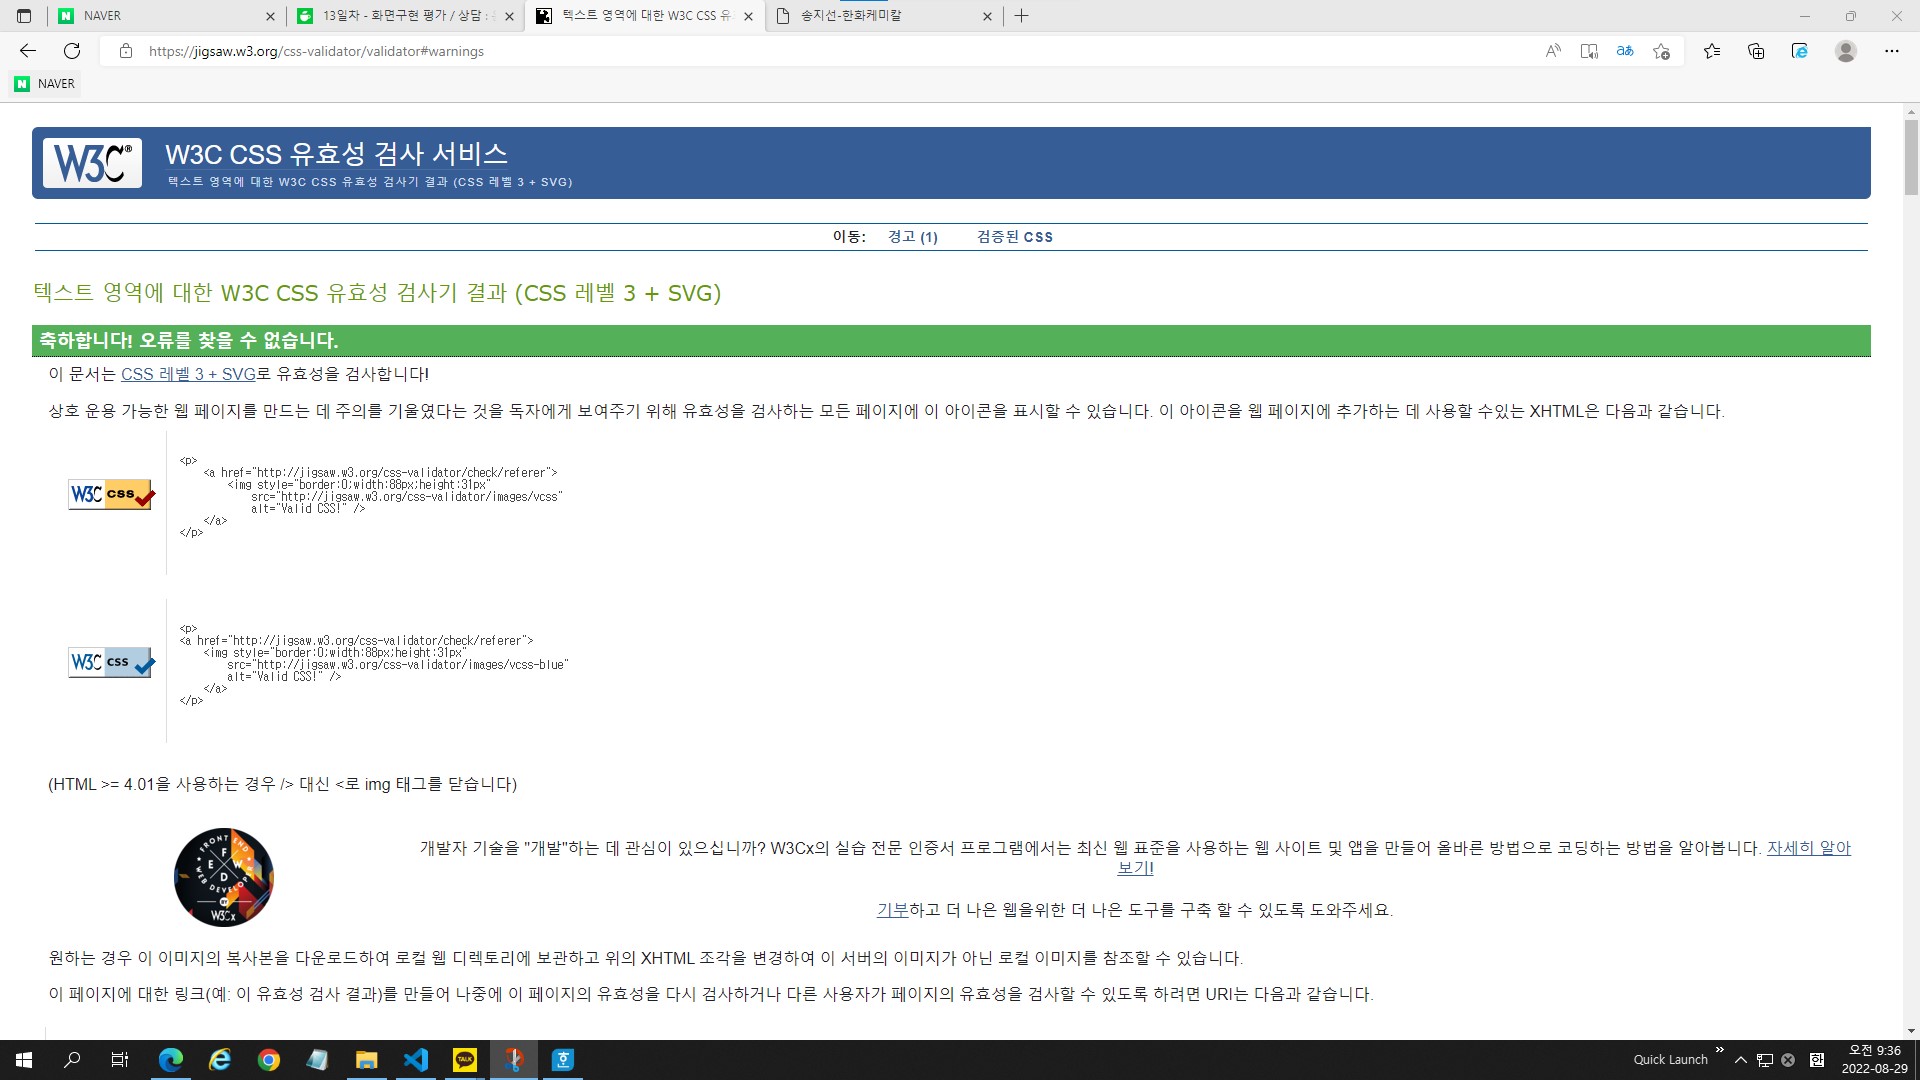 NAVER
13일차 - 화면구현 평가 / 상담 :
텍스트 영역에 대한 W3C CSS 유
송지선-한화케미칼
https://jigsaw.w3.org/css-validator/validator#warnings
NAVER
W3C®
W3C CSS 유효성 검사 서비스
텍스트 영역에 대한 W3C CSS 유효성 검사기 결과 (CSS 레벨 3 + SVG)
이동: 경고 (1) 검증된 CSS
텍스트 영역에 대한 W3C CSS 유효성 검사기 결과 (CSS 레벨 3 + SVG)
축하합니다! 오류를 찾을 수 없습니다.
이 문서는 CSS 레벨 3 + SVG로 유효성을 검사합니다!
상호 운용 가능한 웹 페이지를 만드는 데 주의를 기울였다는 것을 독자에게 보여주기 위해 유효성을 검사하는 모든 페이지에 이 아이콘을 표시할 수 있습니다. 이 아이콘을 웹 페이지에 추가하는 데 사용할 수있는 XHTML은 다음과 같습니다.
W3C css
<p>
<a href="http://jigsaw.w3.org/css-validator/check/referer">
<img style="border:0;width:88px;height:31px"
src="http://jigsaw.w3.org/css-validator/images/vcss"
alt="Valid CSS!" />
</a>
</p>
W3C css
<p>
<a href="http://jigsaw.w3.org/css-validator/check/referer">
<img style="border:0;width:88px;height:31px"
src="http://jigsaw.w3.org/css-validator/images/vcss-blue"
alt="Valid CSS!" />
</a>
</p>
(HTML >= 4.01을 사용하는 경우 /> 대신 <로 img 태그를 닫습니다)
FRONT END
F E W D
WEB DEVELOPER
W3Cx
개발자 기술을 "개발"하는 데 관심이 있으십니까? W3Cx의 실습 전문 인증서 프로그램에서는 최신 웹 표준을 사용하는 웹 사이트 및 앱을 만들어 올바른 방법으로 코딩하는 방법을 알아봅니다. 자세히 알아
보기!
기부하고 더 나은 웹을위한 더 나은 도구를 구축 할 수 있도록 도와주세요.
원하는 경우 이 이미지의 복사본을 다운로드하여 로컬 웹 디렉토리에 보관하고 위의 XHTML 조각을 변경하여 이 서버의 이미지가 아닌 로컬 이미지를 참조할 수 있습니다.
이 페이지에 대한 링크(예: 이 유효성 검사 결과)를 만들어 나중에 이 페이지의 유효성을 다시 검사하거나 다른 사용자가 페이지의 유효성을 검사할 수 있도록 하려면 URI는 다음과 같습니다.
TALK
호
Quick Launch
한
오전 9:36
2022-08-29